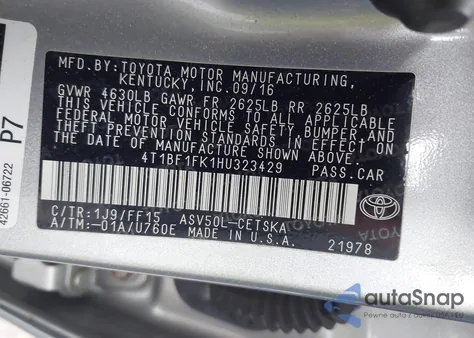 MFD.BY:TOYOTA MOTOR MANUFACTURING,
KENTUCKY, INC. 09/16
GVWR 4630LB GAWR FR 2625LB RR 2625LB
THIS VEHICLE CONFORMS TO ALL APPLICABLE
FEDERAL MOTOR VEHICLE SAFETY, BUMPER, AND
THEFT PREVENTION STANDARDS IN EFFECT ON
THE DATE OF MANUFACTURE SHOWN ABOVE.
4T1BF1FK1HU323429 PASS.CAR
C/TR:1J9/FF15 ASV50L-CETSKA
A/TM:-01A/U760E MADE IN U.S.A.
TOYOTA
21978
42661-06722
P7
autoSnap